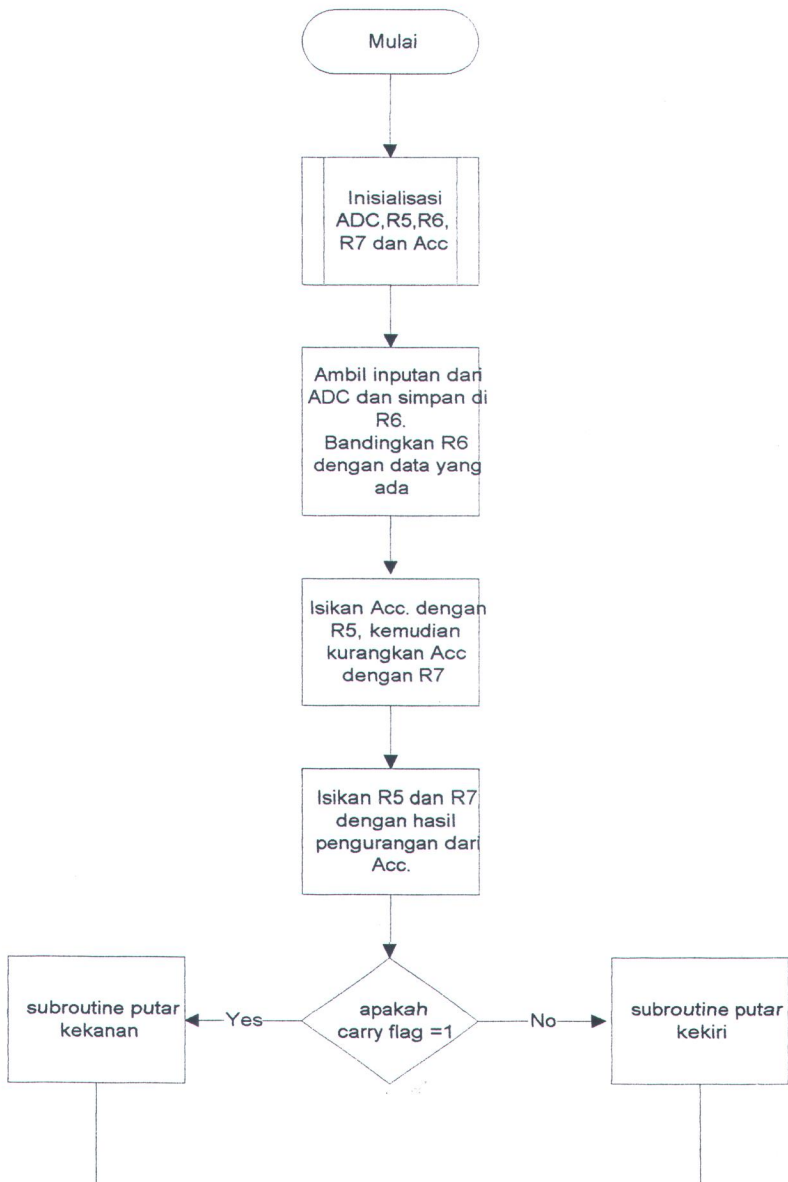 Mulai
Inisialisasi
ADC,R5,R6,
R7 dan Acc
Ambil inputan dari
ADC dan simpan di
R6.
Bandingkan R6
dengan data yang
ada
Isikan Acc. dengan
R5, kemudian
kurangkan Acc
dengan R7
Isikan R5 dan R7
dengan hasil
pengurangan dari
Acc.
subroutine putar
kekanan
Yes
apakah
carry flag =1
No
subroutine putar
kekiri